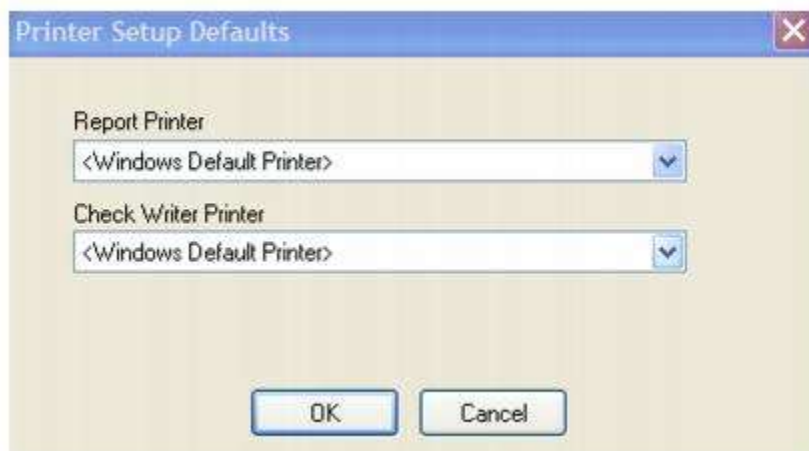 Printer Setup Defaults
Report Printer
<Windows Default Printer>
Check Writer Printer
<Windows Default Printer>
OK Cancel